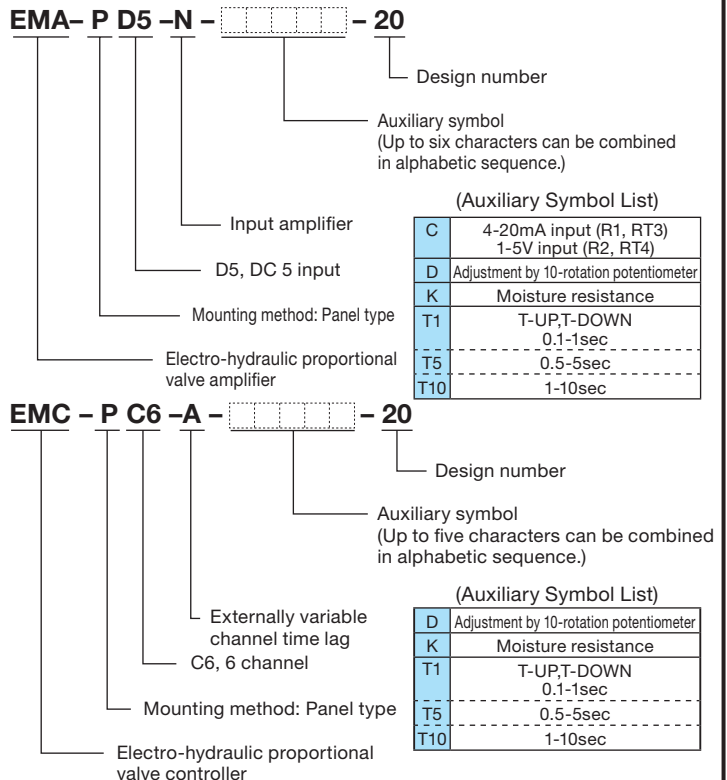 EMA– P D5 –N – – 20
Design number
Auxiliary symbol
(Up to six characters can be combined
in alphabetic sequence.)
(Auxiliary Symbol List)
Input amplifier
D5, DC 5 input
Mounting method: Panel type
Electro-hydraulic proportional
valve amplifier
C 4-20mA input (R1, RT3)
1-5V input (R2, RT4)
D Adjustment by 10-rotation potentiometer
K Moisture resistance
T1 T-UP,T-DOWN
0.1-1sec
T5 0.5-5sec
T10 1-10sec
EMC – P C6 –A – – 20
Design number
Auxiliary symbol
(Up to five characters can be combined
in alphabetic sequence.)
(Auxiliary Symbol List)
Externally variable
channel time lag
C6, 6 channel
Mounting method: Panel type
Electro-hydraulic proportional
valve controller
D Adjustment by 10-rotation potentiometer
K Moisture resistance
T1 T-UP,T-DOWN
0.1-1sec
T5 0.5-5sec
T10 1-10sec